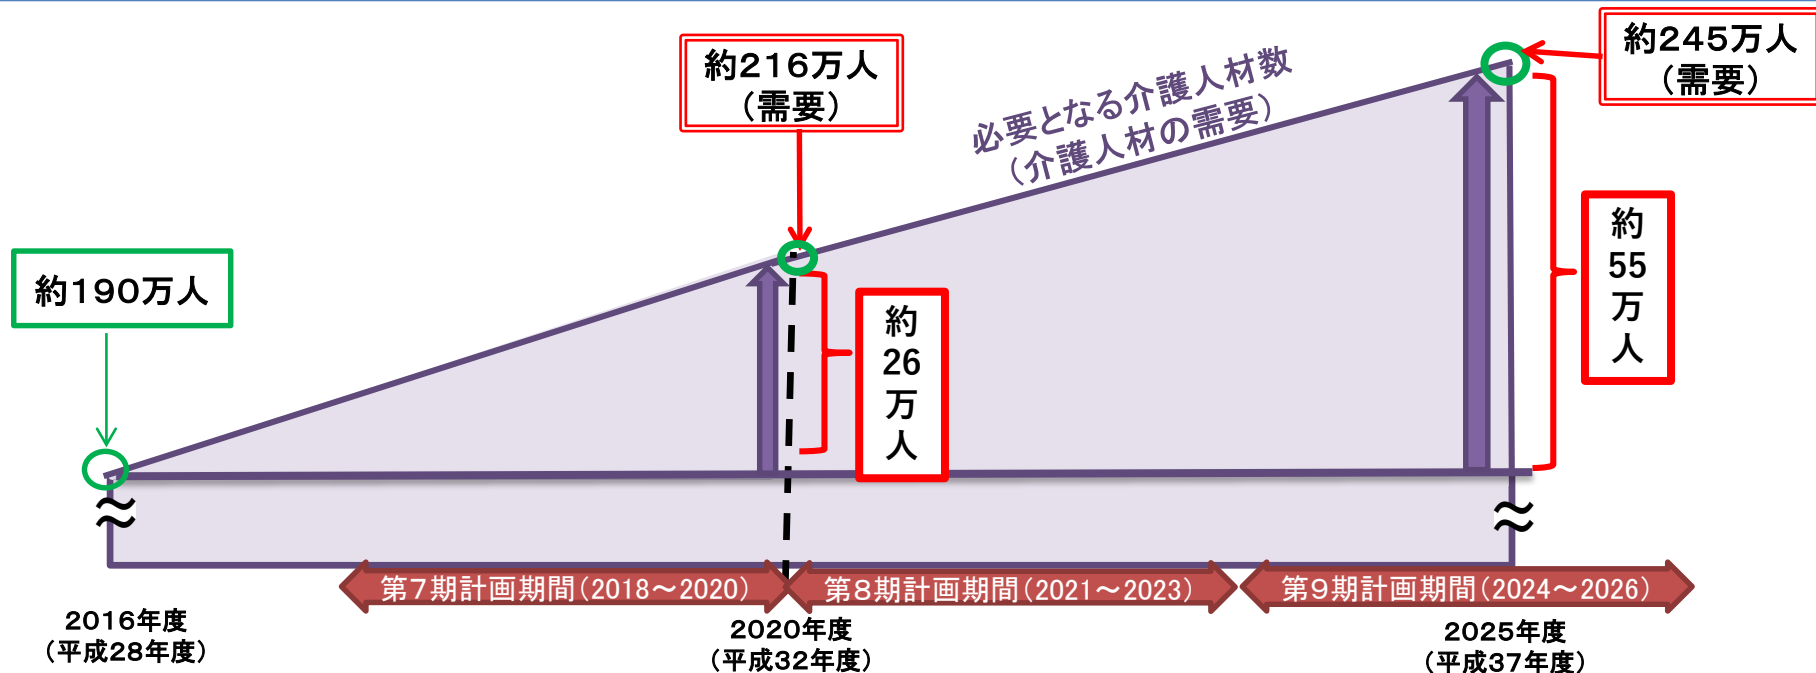 約216万人
（需要）
必要となる介護人材数
（介護人材の需要）
約245万人
（需要）
約190万人
約
26
万
人
約
55
万
人
第7期計画期間（2018～2020）
第8期計画期間（2021～2023）
第9期計画期間（2024～2026）
2016年度
（平成28年度）
2020年度
（平成32年度）
2025年度
（平成37年度）